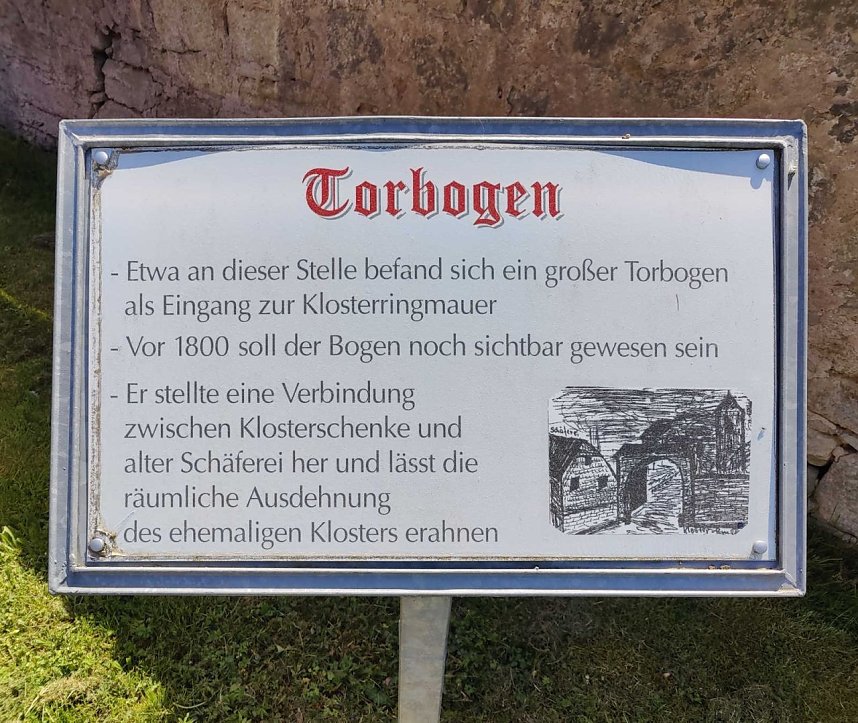 Torbogen
- Etwa an dieser Stelle befand sich ein großer Torbogen
als Eingang zur Klosterringmauer
- Vor 1800 soll der Bogen noch sichtbar gewesen sein
- Er stellte eine Verbindung
zwischen Klosterschenke und
alter Schäferei her und lässt die
räumliche Ausdehnung
des ehemaligen Klosters erahnen